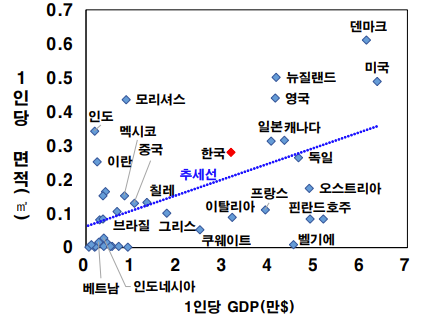 0.7
0.6
0.5
0.4
0.3
0.2
0.1
0
1인당 면적(㎡)
덴마크
미국
뉴질랜드
영국
모리셔스
인도
멕시코
중국
이란
한국
일본 캐나다
독일
추세선
칠레
오스트리아
프랑스
이탈리아
핀란드 호주
브라질
그리스
쿠웨이트
벨기에
베트남
인도네시아
0 1 2 3 4 5 6 7
1인당 GDP(만$)